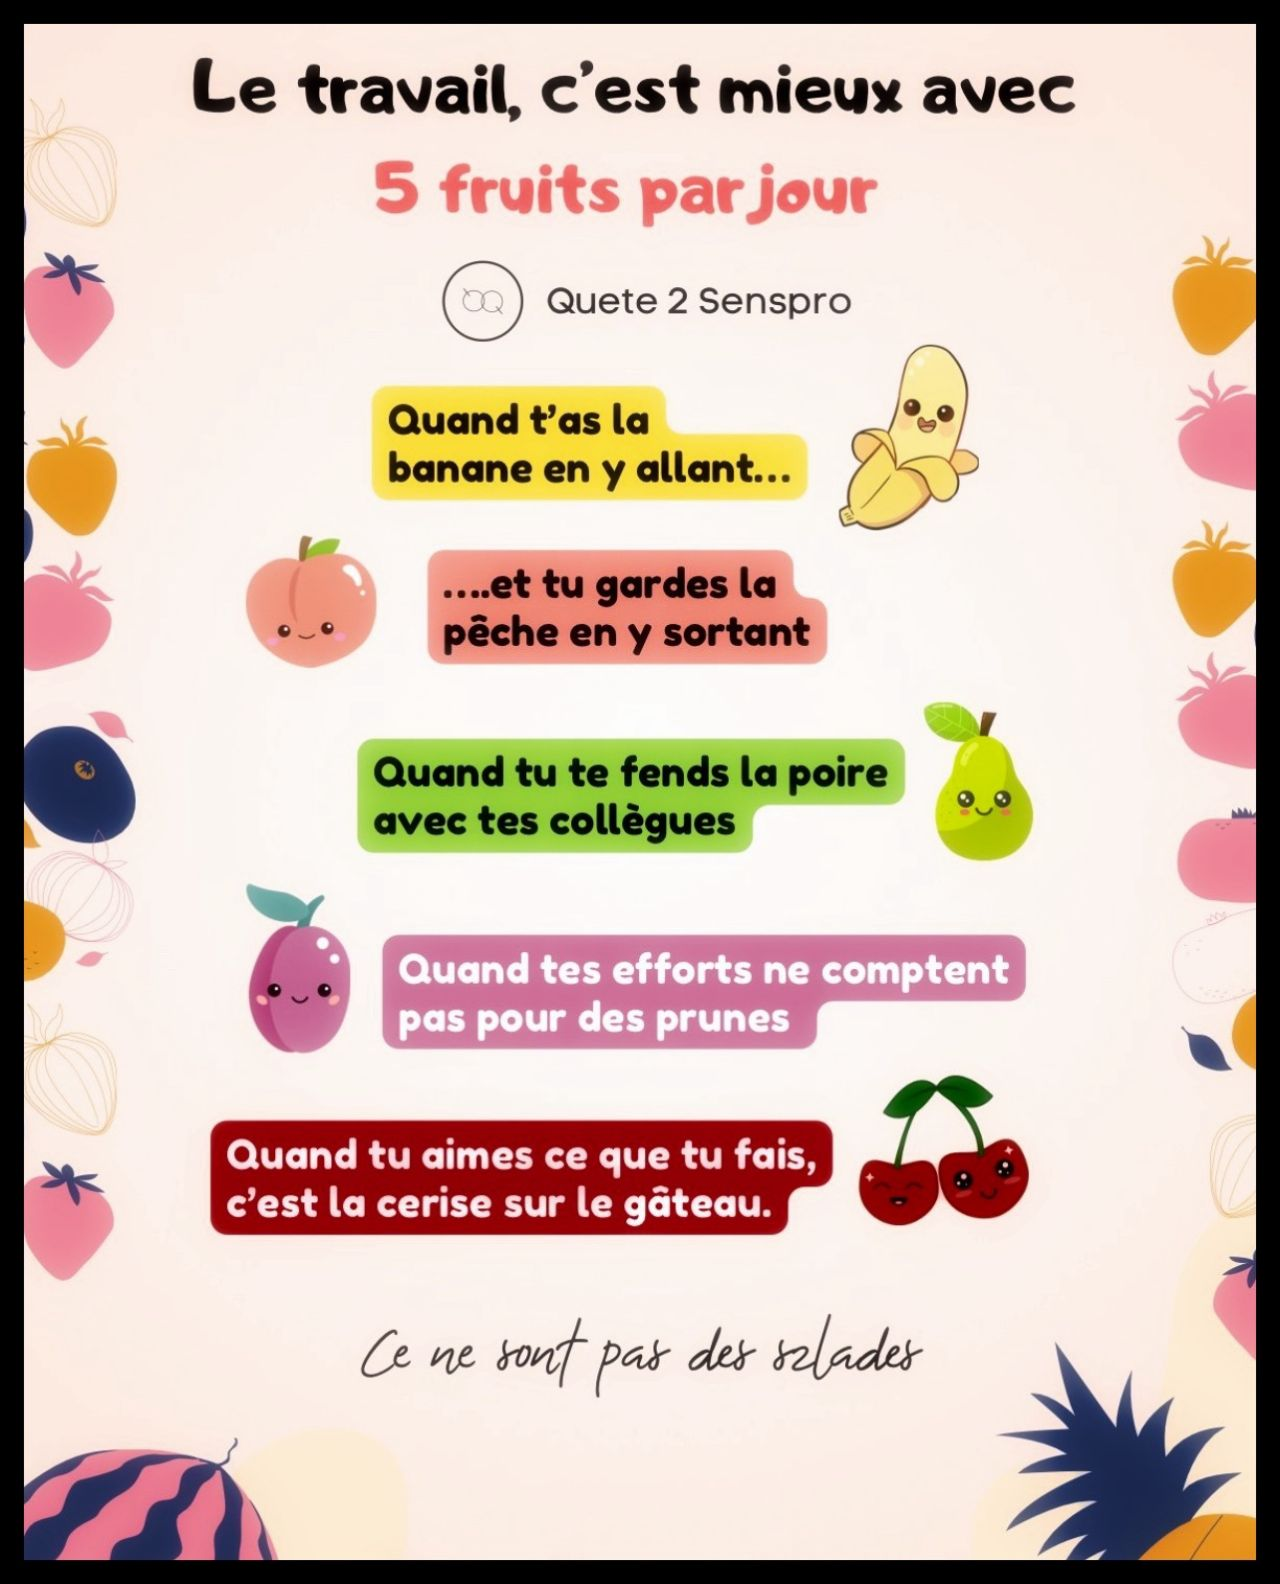 Le travail, c’est mieux avec
5 fruits par jour
Quete 2 Senspro
Quand t’as la
banane en y allant...
....et tu gardes la
pêche en y sortant
Quand tu te fends la poire
avec tes collègues
Quand tes efforts ne comptent
pas pour des prunes
Quand tu aimes ce que tu fais,
c’est la cerise sur le gâteau.
Ce ne sont pas des szlades